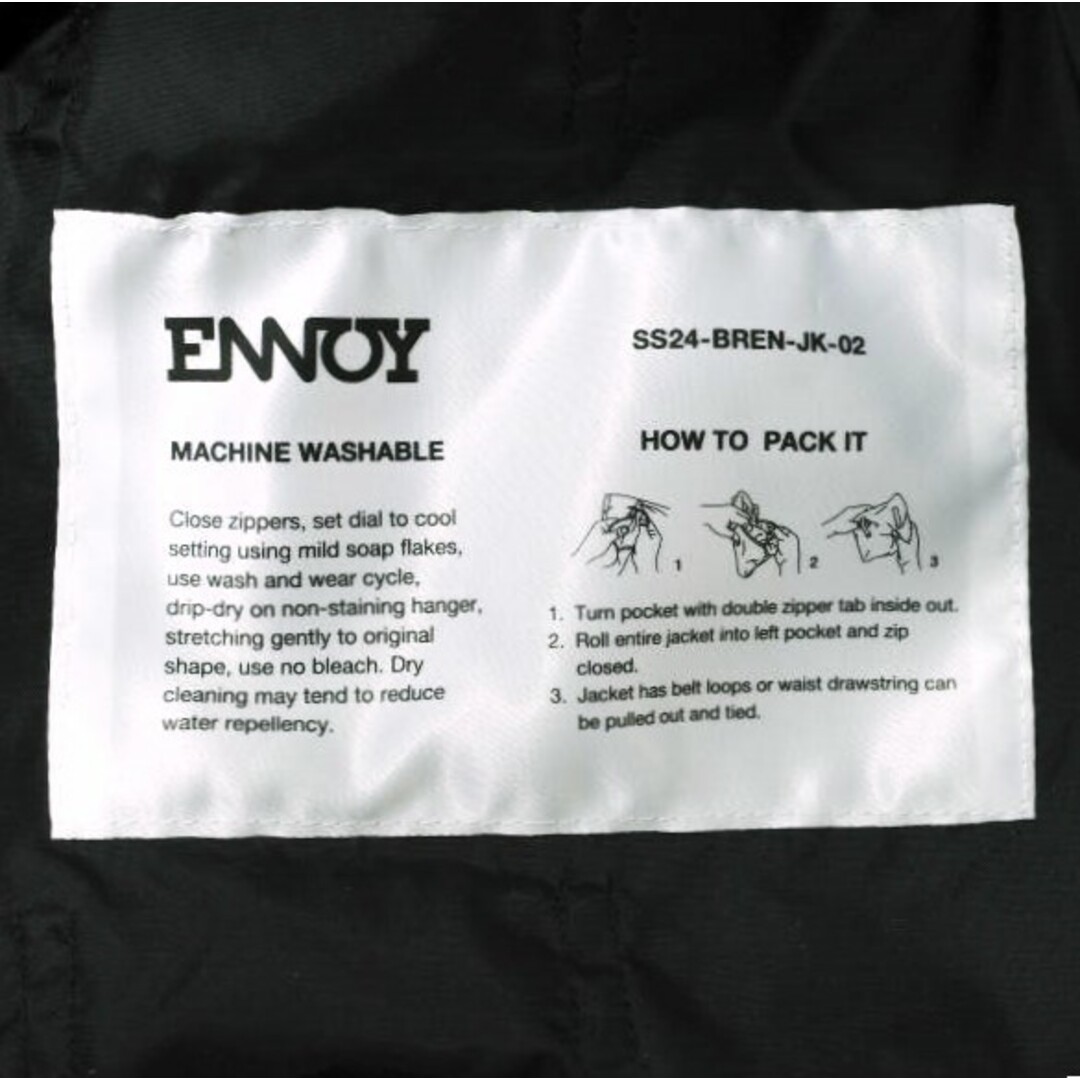 ENNOY
MACHINE WASHABLE
Close zippers, set dial to cool
setting using mild soap flakes,
use wash and wear cycle,
drip-dry on non-staining hanger,
stretching gently to original
shape, use no bleach. Dry
cleaning may tend to reduce
water repellency.
SS24-BREN-JK-02
HOW TO PACK IT
1 2 3
1. Turn pocket with double zipper tab inside out.
2. Roll entire jacket into left pocket and zip
closed.
3. Jacket has belt loops or waist drawstring can
be pulled out and tied.